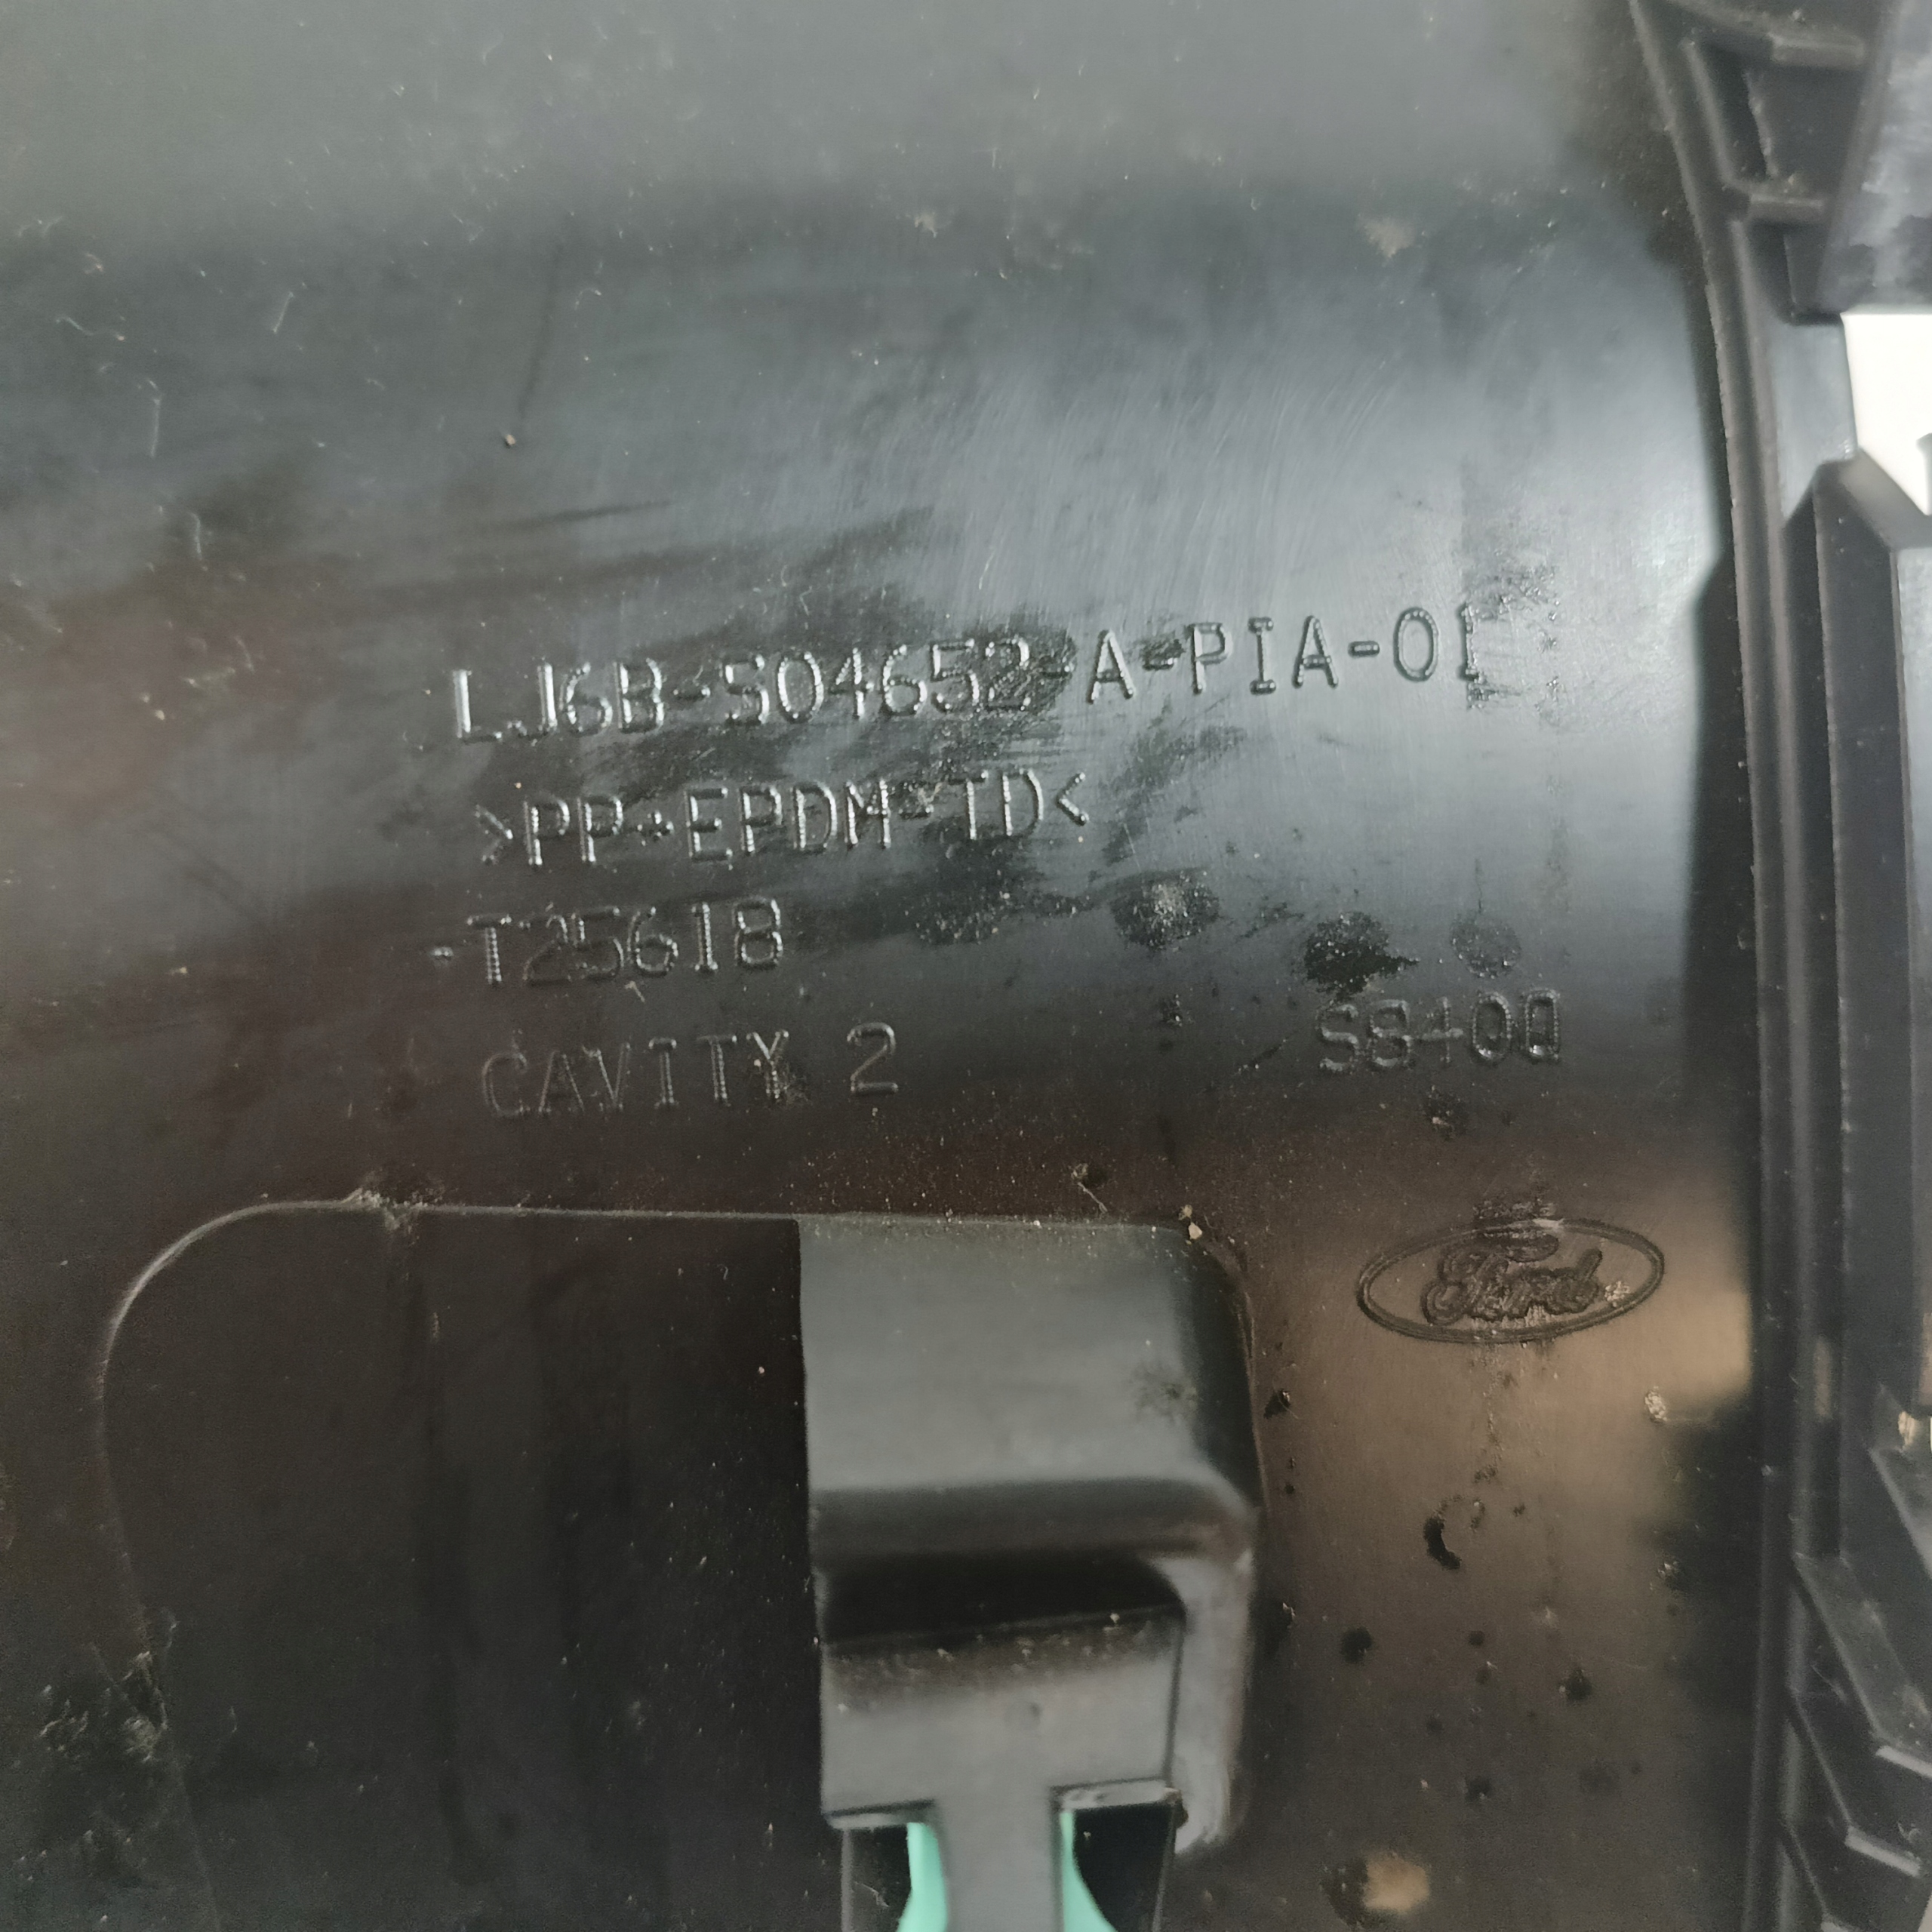 LJ6B-S04652-A-PIA-01
>PP+EPDM-TD<
-T25618
CAVITY 2
S8400
Ford